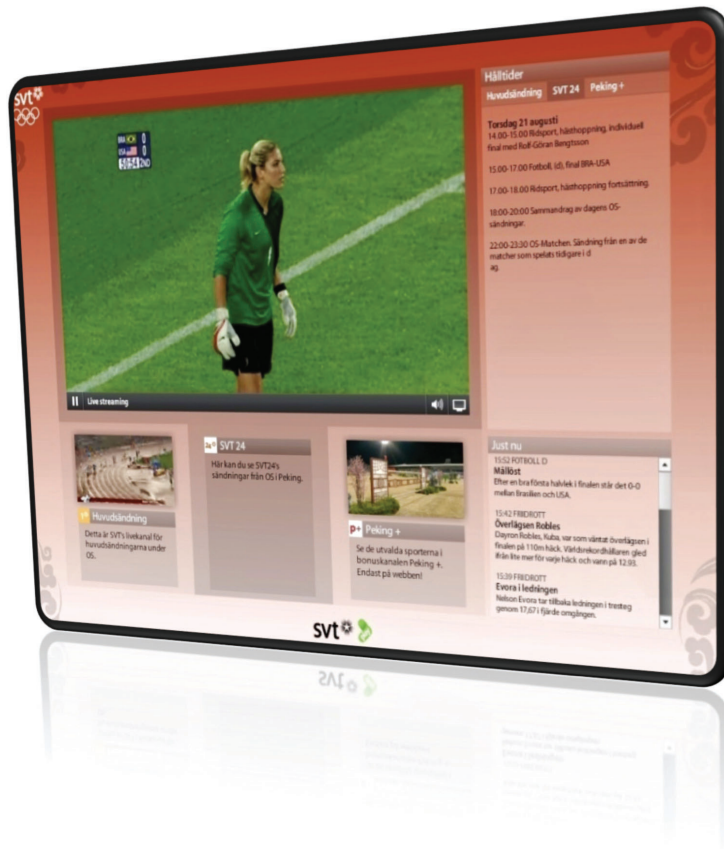 svt
BRA 0
USA 0
50:54 2ND
Live streaming
Hålltider
Huvudsändning SVT 24 Peking +
Torsdag 21 augusti
14.00-15.00 Ridsport, hästhoppning, individuell
final med Rolf-Göran Bengtsson
15.00-17.00 Fotboll, (d), final BRA-USA
17.00-18.00 Ridsport, hästhoppning fortsättning
18:00-20:00 Sammandrag av dagens OS-
sändningar.
22:00-23:30 OS-Matchen. Sändning från en av de
matcher som spelats tidigare i d
ag.
Huvudsändning
Detta är SVT's livekanal för
huvudsändningarna under
OS.
24
SVT 24
Här kan du se SVT24's
sändningar från OS i Peking.
P+ Peking +
Se de utvalda sporterna i
bonuskanalen Peking +.
Endast på webben!
Just nu
15:52 FOTBOLL D
Mållöst
Efter en bra första halvlek i finalen står det 0-0
mellan Brasilien och USA.
15:42 FRIIDROTT
Överlägsen Robles
Dayron Robles, Kuba, var som väntat överlägsen i
finalen på 110m häck. Världsrekordhållaren gled
ifrån lite mer för varje häck och vann på 12.93.
15:39 FRIIDROTT
Evora i ledningen
Nelson Evora tar tillbaka ledningen i tresteg
genom 17,67 i fjärde omgången.
svt